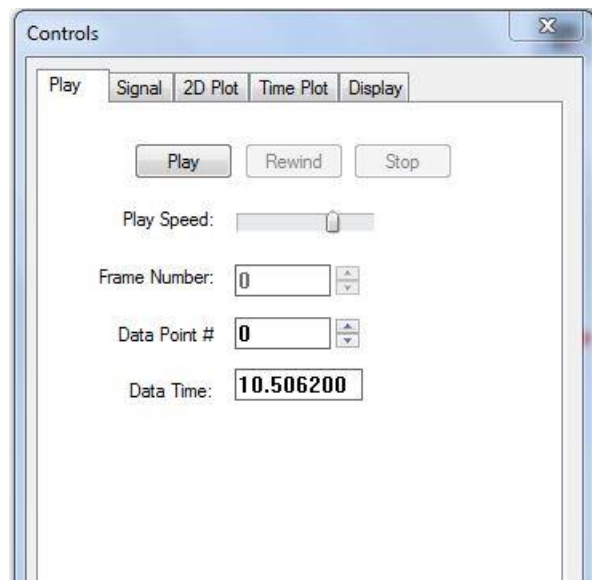 Controls
Play Signal 2D Plot Time Plot Display
Play Rewind Stop
Play Speed:
Frame Number: 0
Data Point # 0
Data Time: 10.506200